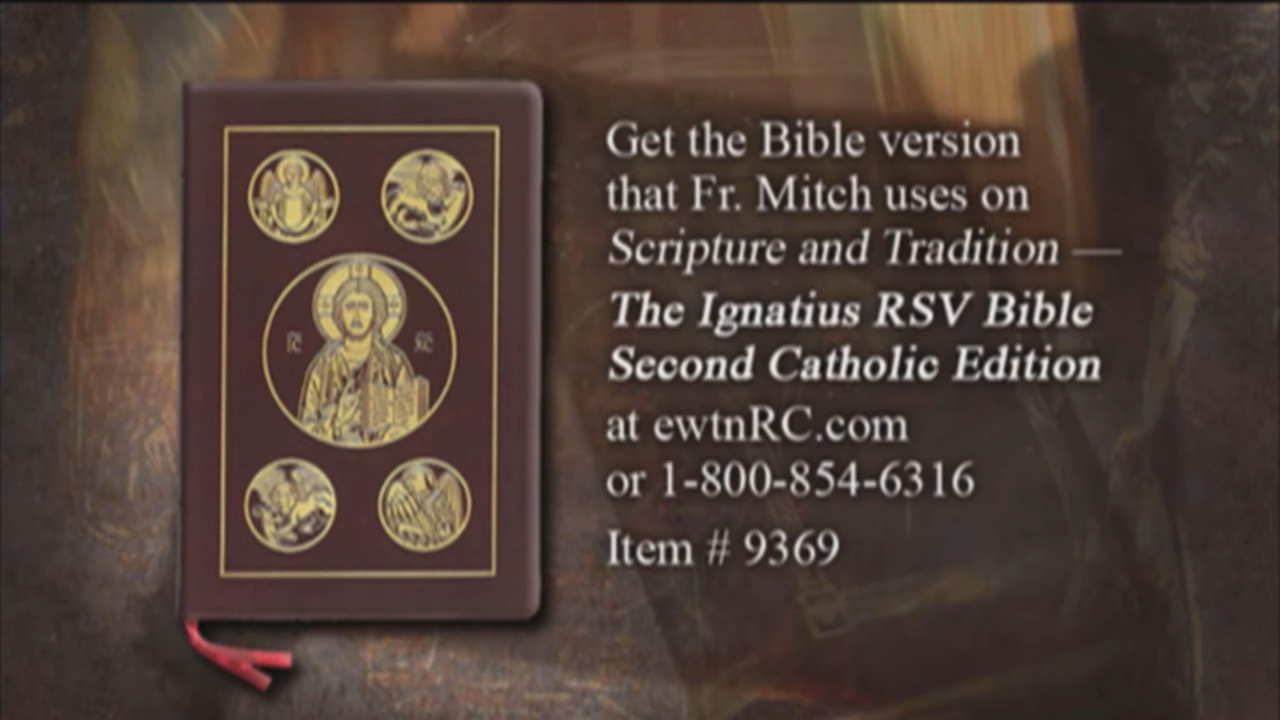 Get the Bible version
that Fr. Mitch uses on
Scripture and Tradition —
The Ignatius RSV Bible
Second Catholic Edition
at ewtnRC.com
or 1-800-854-6316
Item # 9369